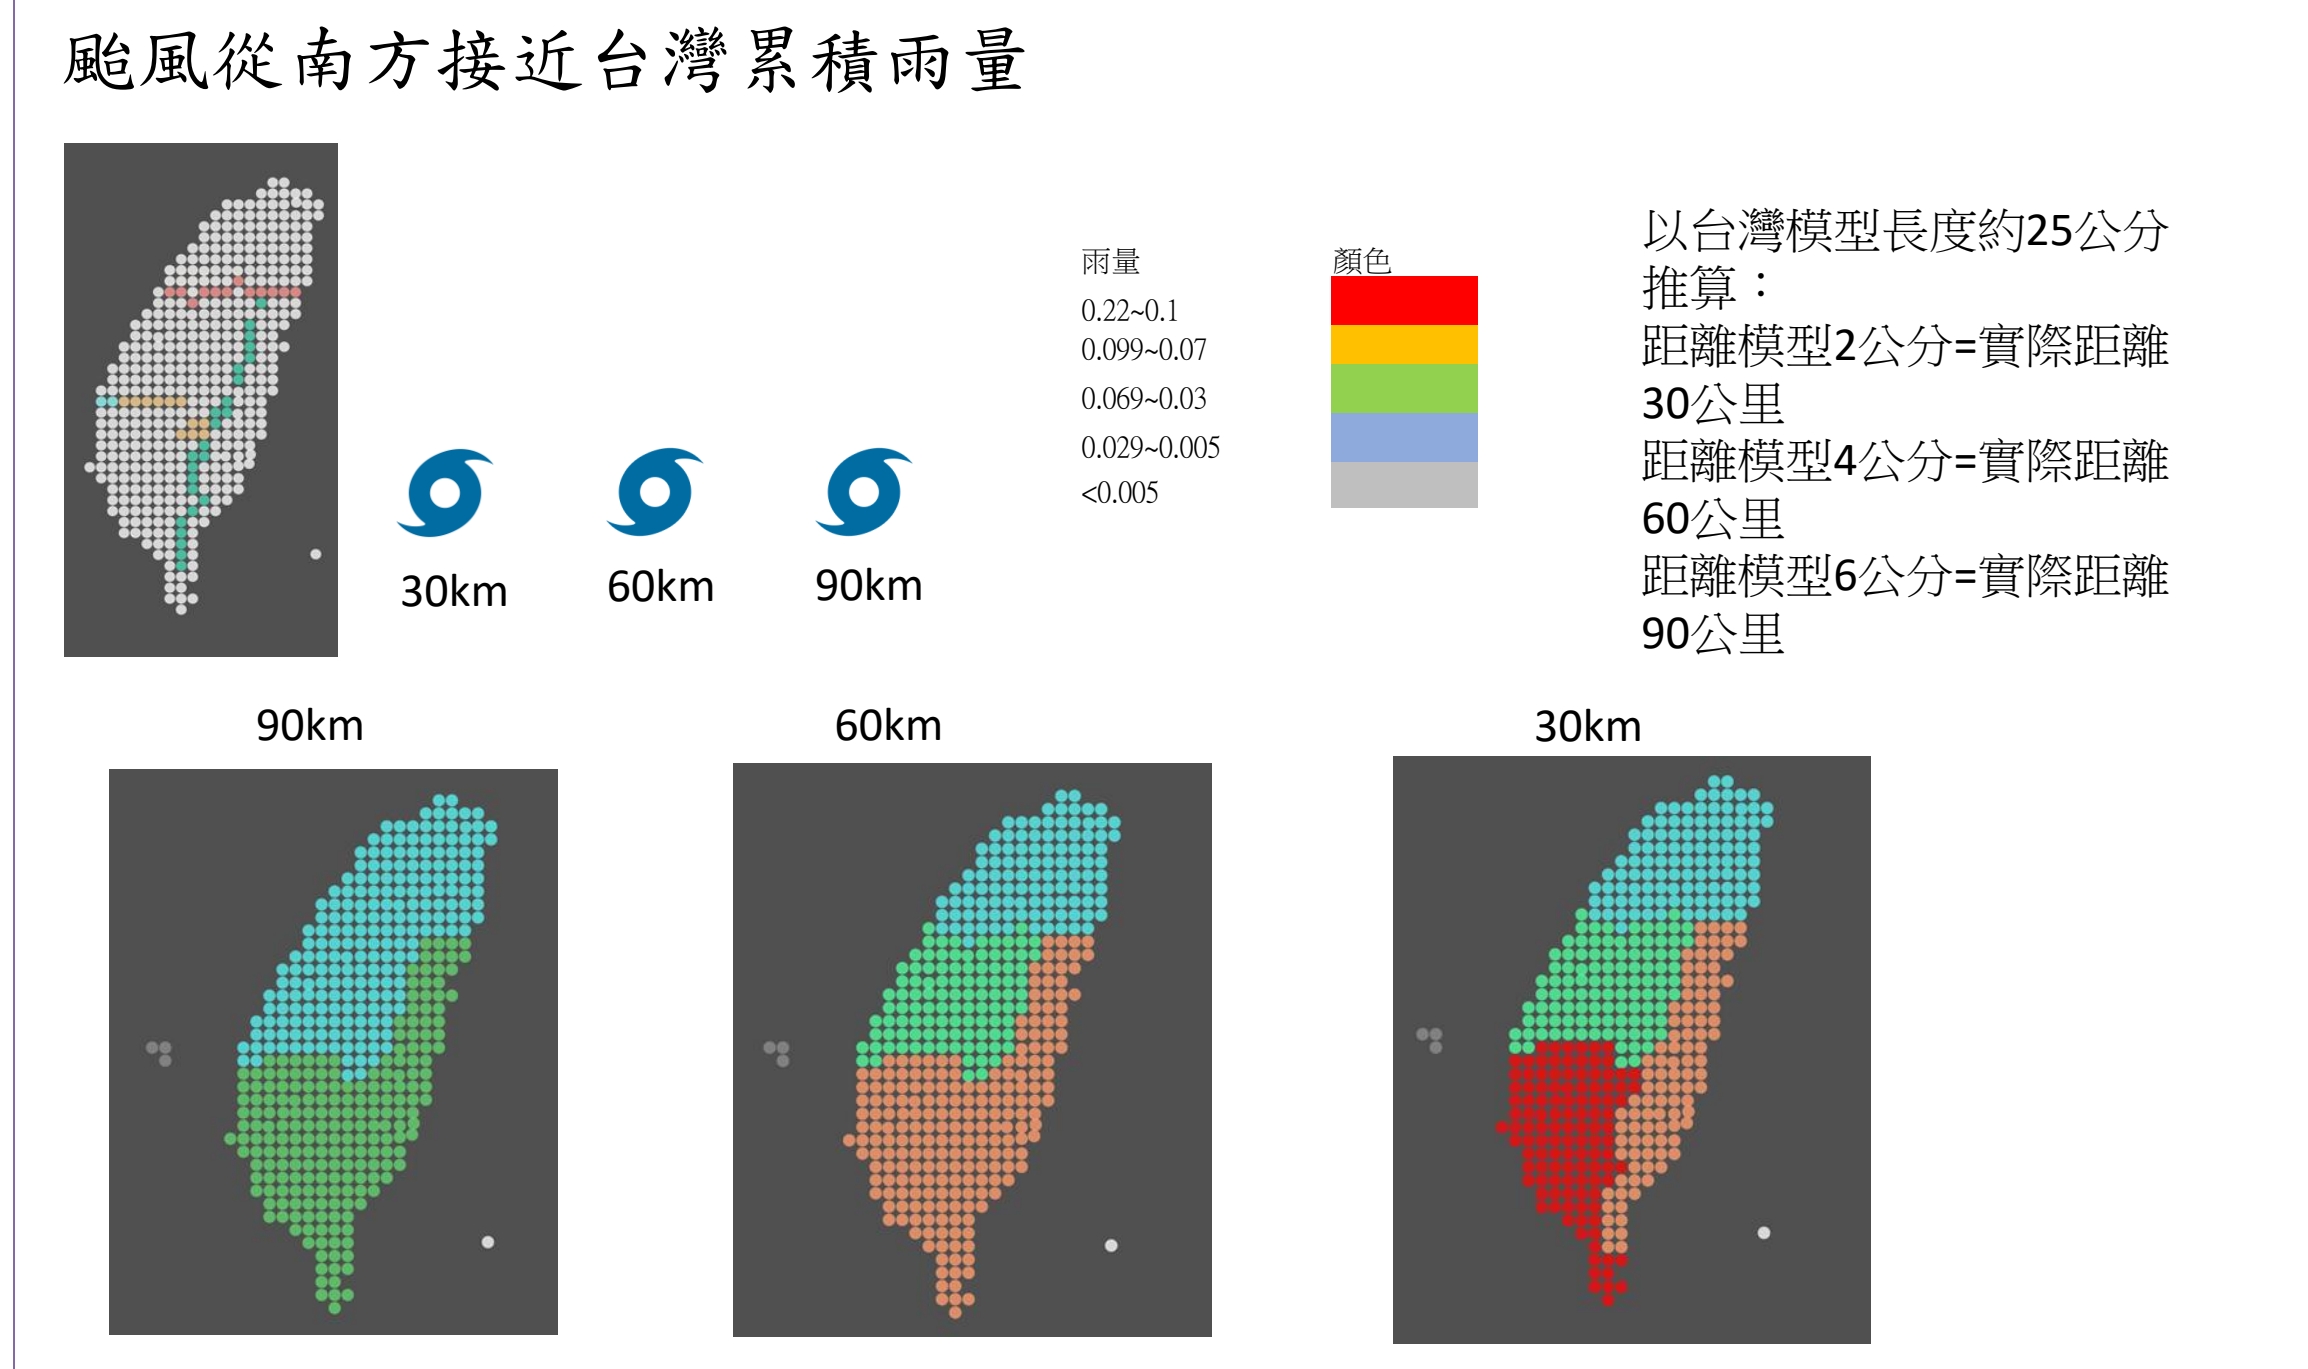 颱風從南方接近台灣累積雨量
30km
60km
90km
雨量
顏色
0.22~0.1
0.099~0.07
0.069~0.03
0.029~0.005
<0.005
以台灣模型長度約25公分
推算：
距離模型2公分=實際距離
30公里
距離模型4公分=實際距離
60公里
距離模型6公分=實際距離
90公里
90km
60km
30km